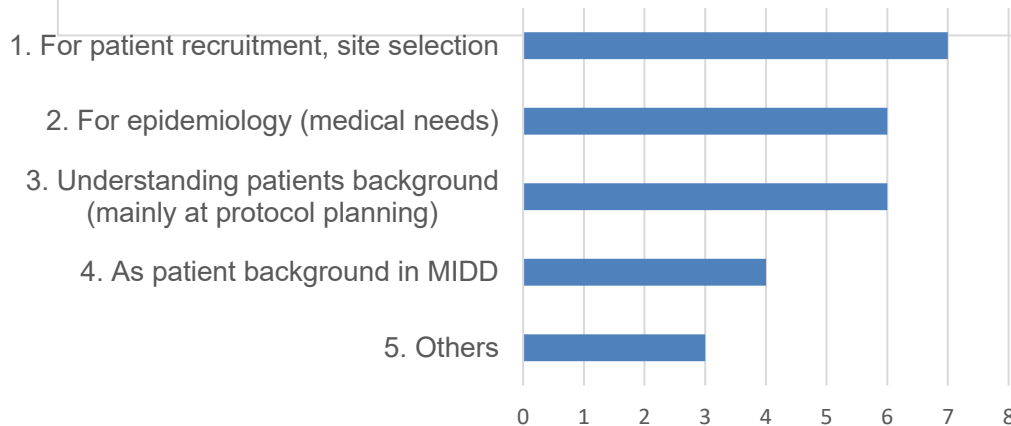 1. For patient recruitment, site selection
2. For epidemiology (medical needs)
3. Understanding patients background
(mainly at protocol planning)
4. As patient background in MIDD
5. Others
0 1 2 3 4 5 6 7 8